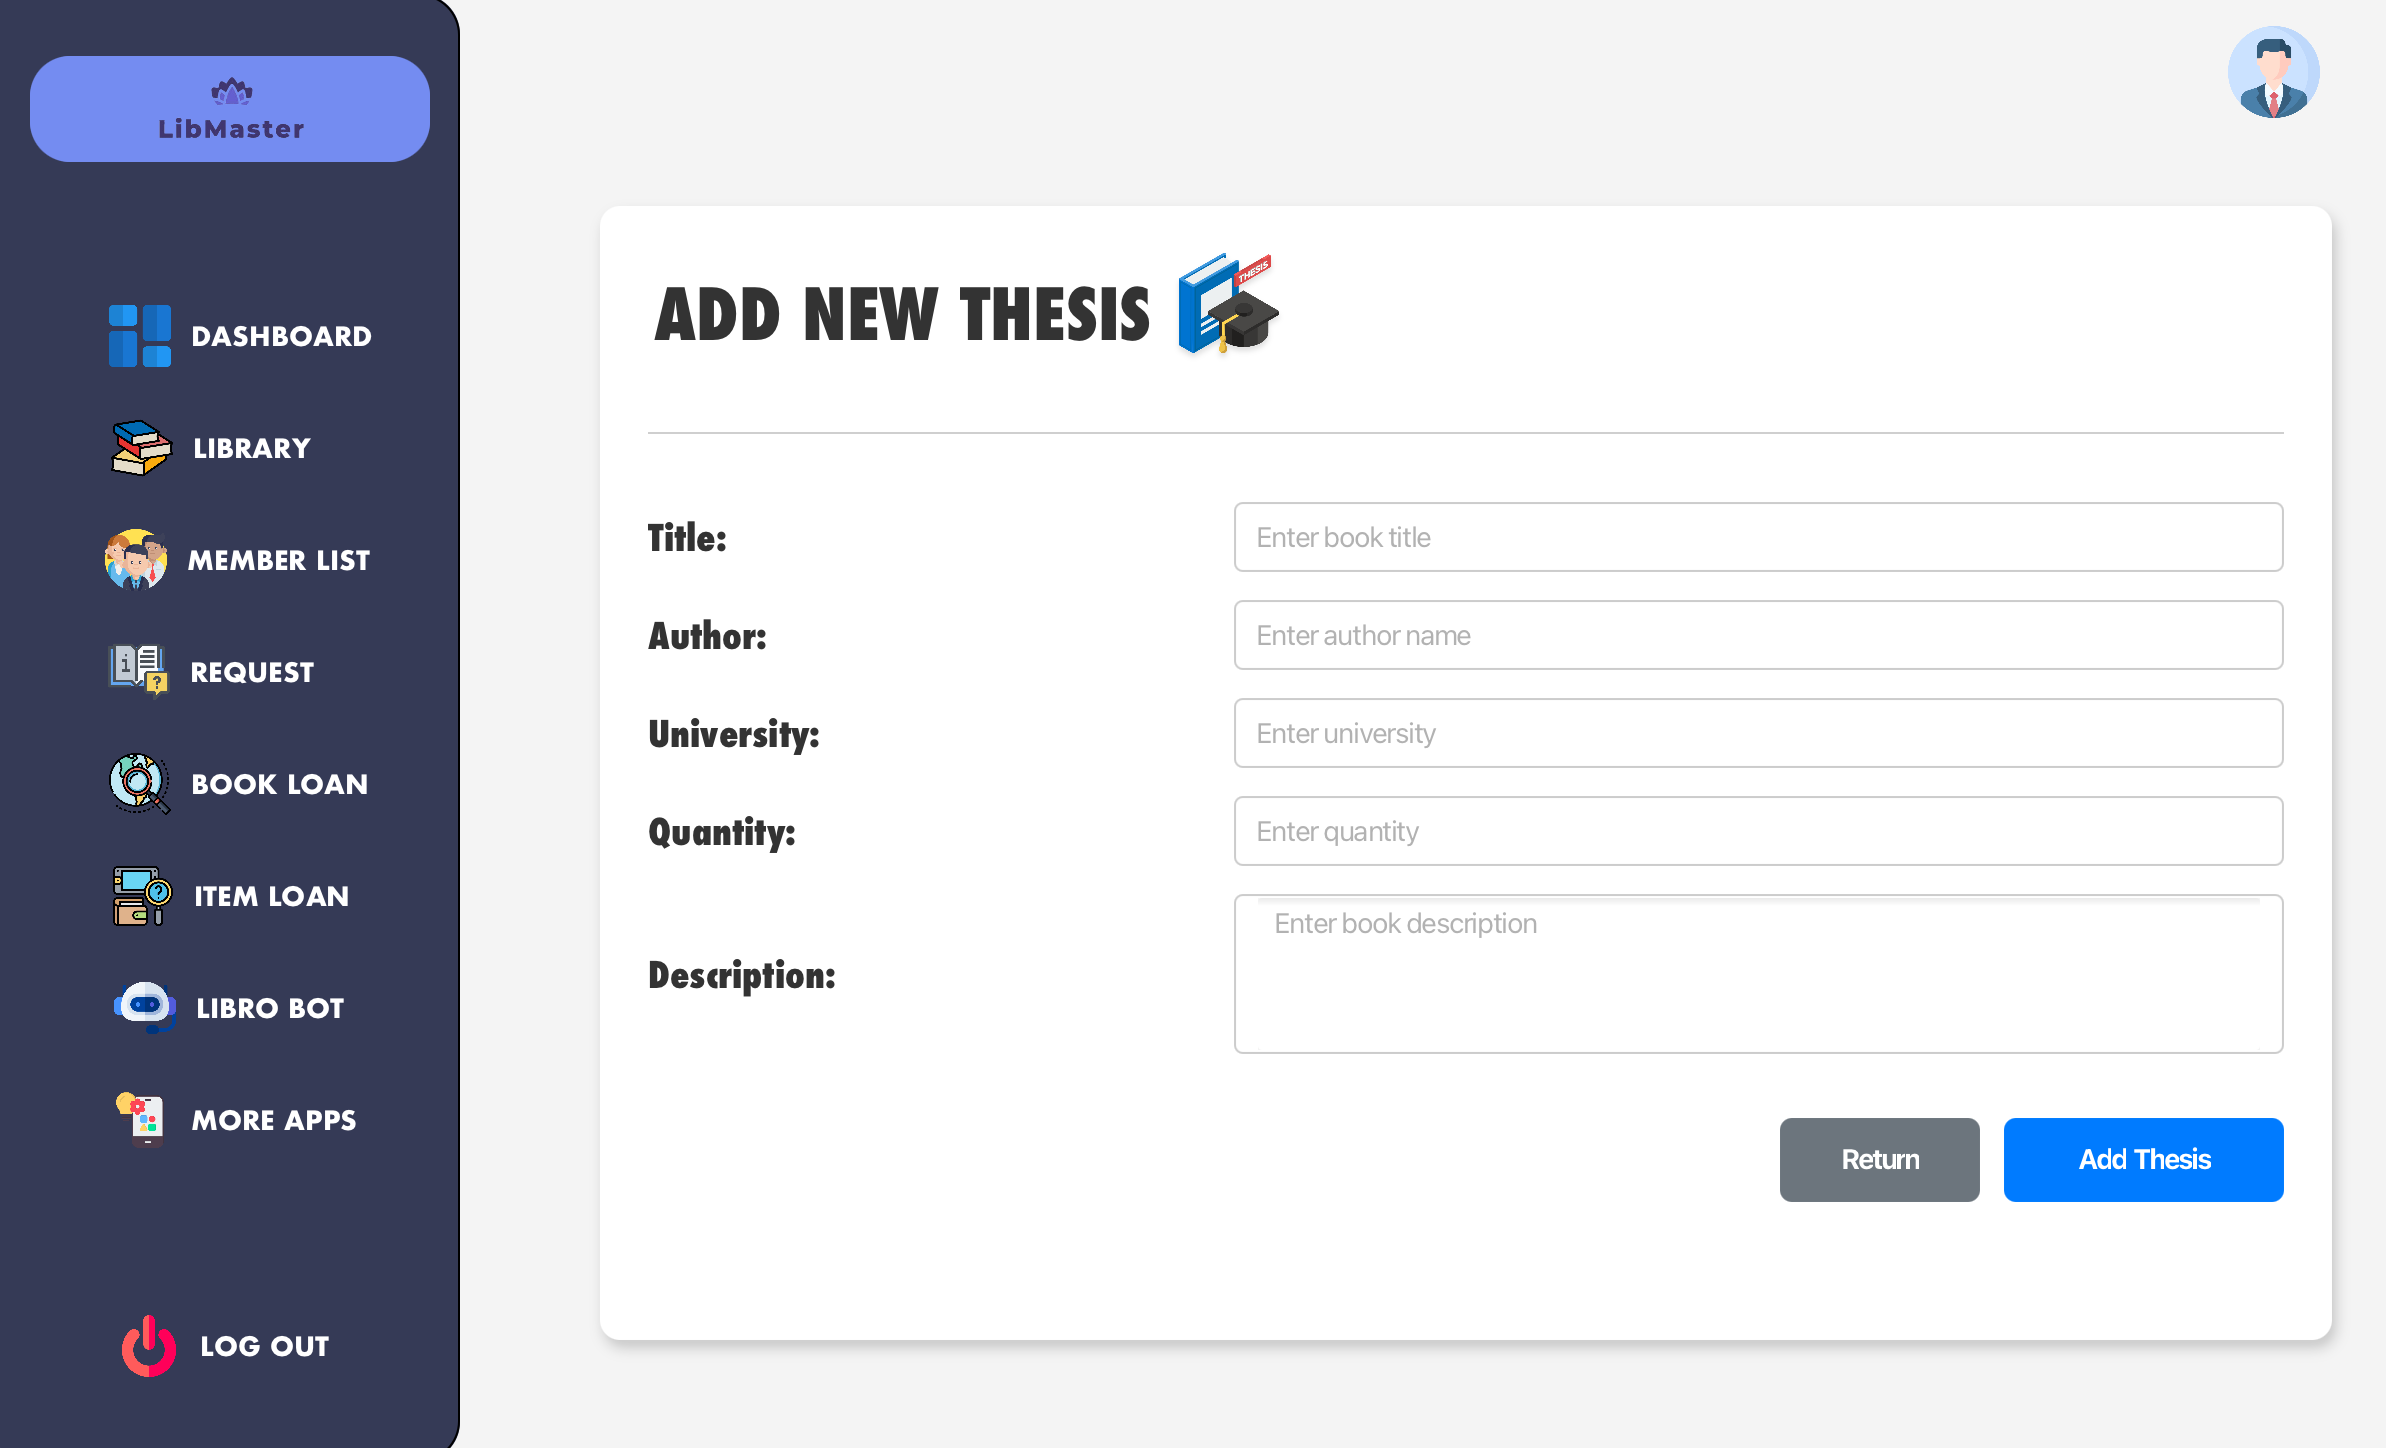 LibMaster
DASHBOARD
LIBRARY
MEMBER LIST
REQUEST
BOOK LOAN
ITEM LOAN
LIBRO BOT
MORE APPS
LOG OUT
ADD NEW THESIS
THESIS
Title:
Enter book title
Author:
Enter author name
University:
Enter university
Quantity:
Enter quantity
Description:
Enter book description
Return
Add Thesis